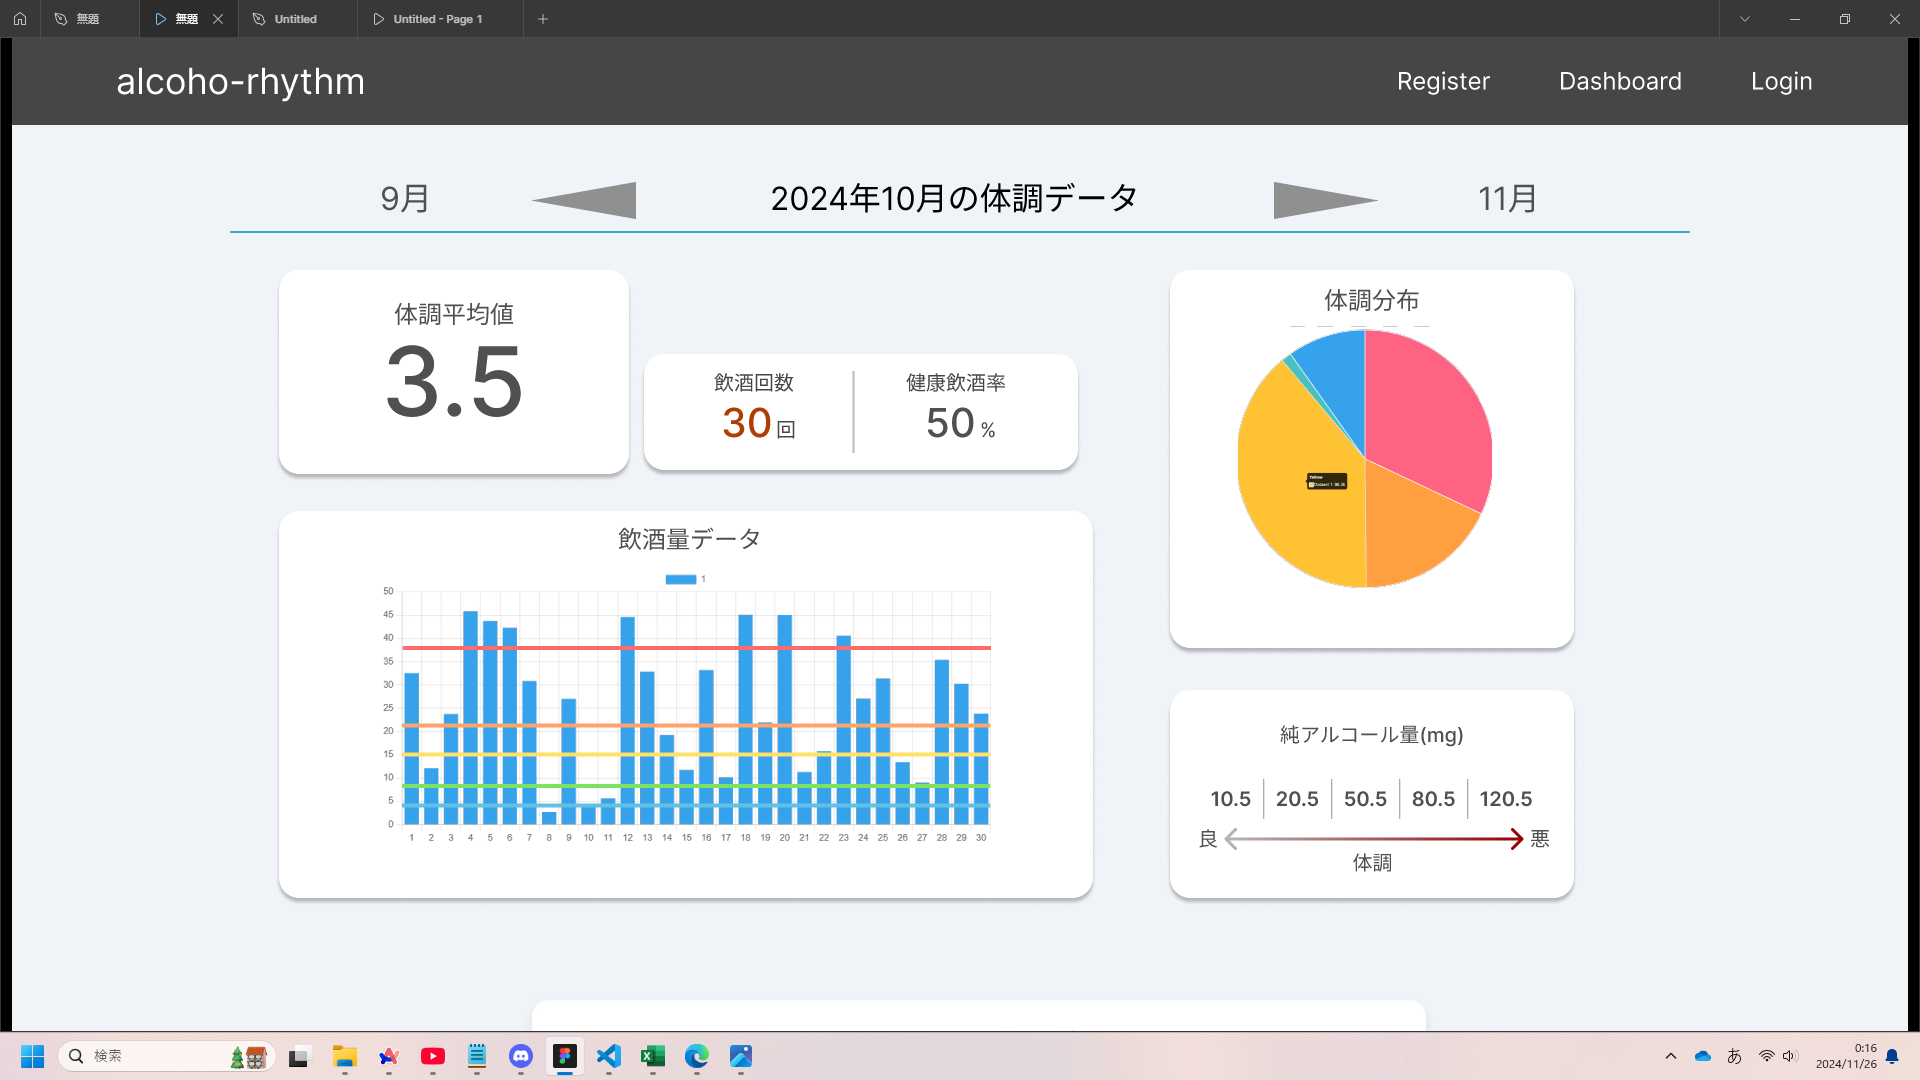 無題
無題
Untitled
Untitled - Page 1
alcoho-rhythm
Register
Dashboard
Login
9月
2024年10月の体調データ
11月
体調平均値
3.5
飲酒回数
30回
健康飲酒率
50 %
体調分布
Yellow
飲酒量データ
1
50
45
40
35
30
25
20
15
10
5
0
1 2 3 4 5 6 7 8 9 10 11 12 13 14 15 16 17 18 19 20 21 22 23 24 25 26 27 28 29 30
純アルコール量(mg)
10.5 20.5 50.5 80.5 120.5
良 悪
体調
検索
あ
0:16
2024/11/26